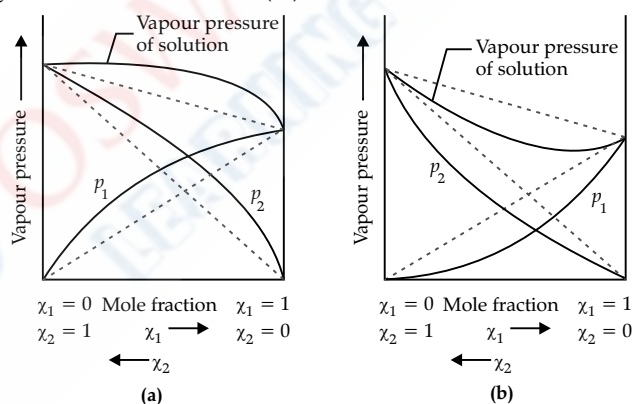 Vapour pressure
of solution
Vapour pressure
p₁
p₂
χ₁ = 0 Mole fraction χ₁ = 1
χ₂ = 1 χ₁ → χ₂ = 0
← χ₂
(a)
Vapour pressure
of solution
Vapour pressure
p₂
p₁
χ₁ = 0 Mole fraction χ₁ = 1
χ₂ = 1 χ₁ → χ₂ = 0
← χ₂
(b)